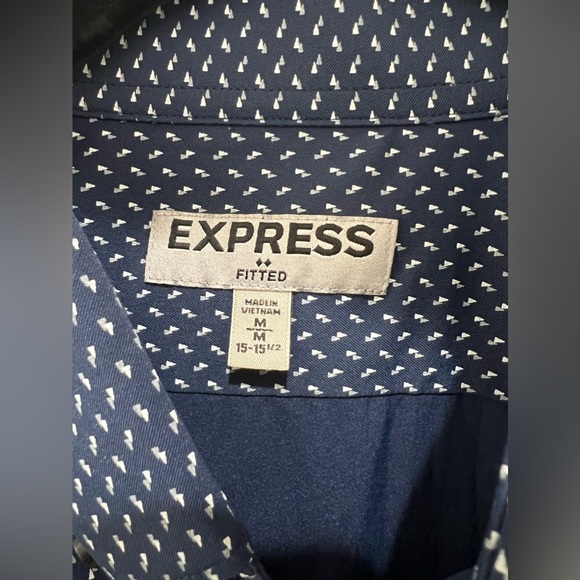 EXPRESS
FITTED
MADE IN
VIETNAM
M
M
15-15 1/2